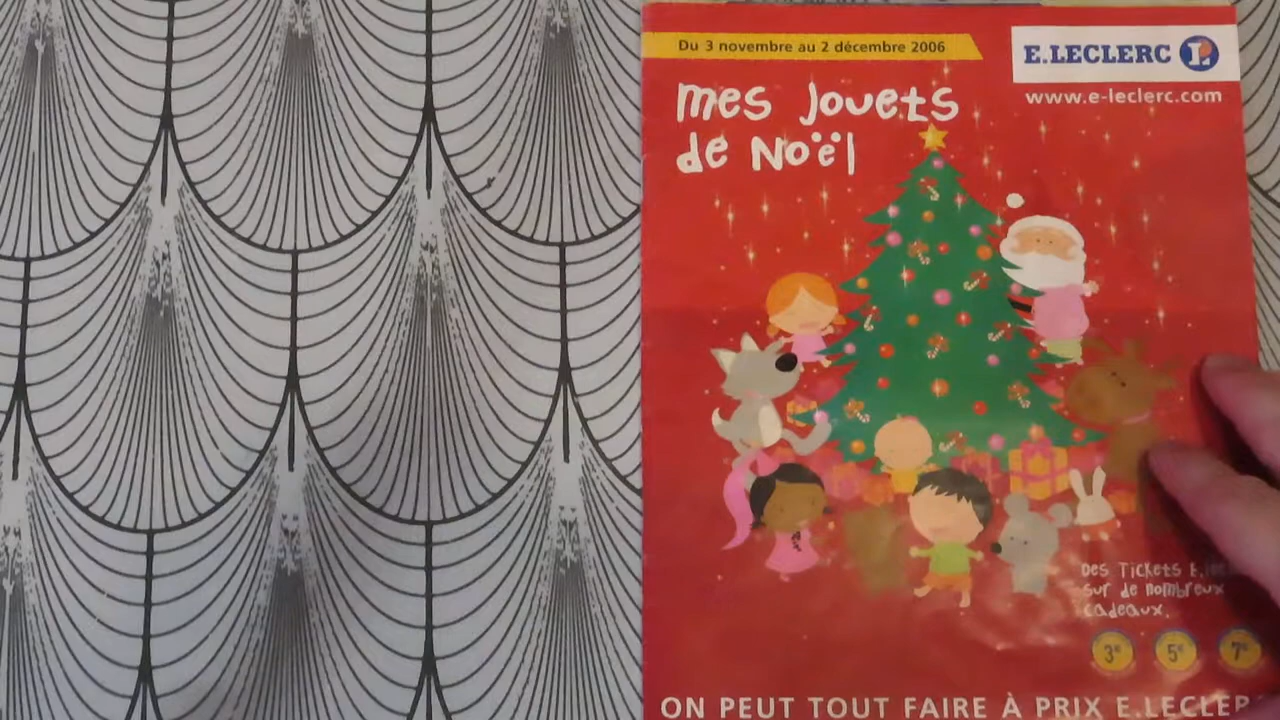 Du 3 novembre au 2 décembre 2006
E.LECLERC L
www.e-leclerc.com
mes jouets
de Noël
Des Tickets E.
sur de nombreux
cadeaux.
3€ 5€ 7€
ON PEUT TOUT FAIRE À PRIX E.LECLER